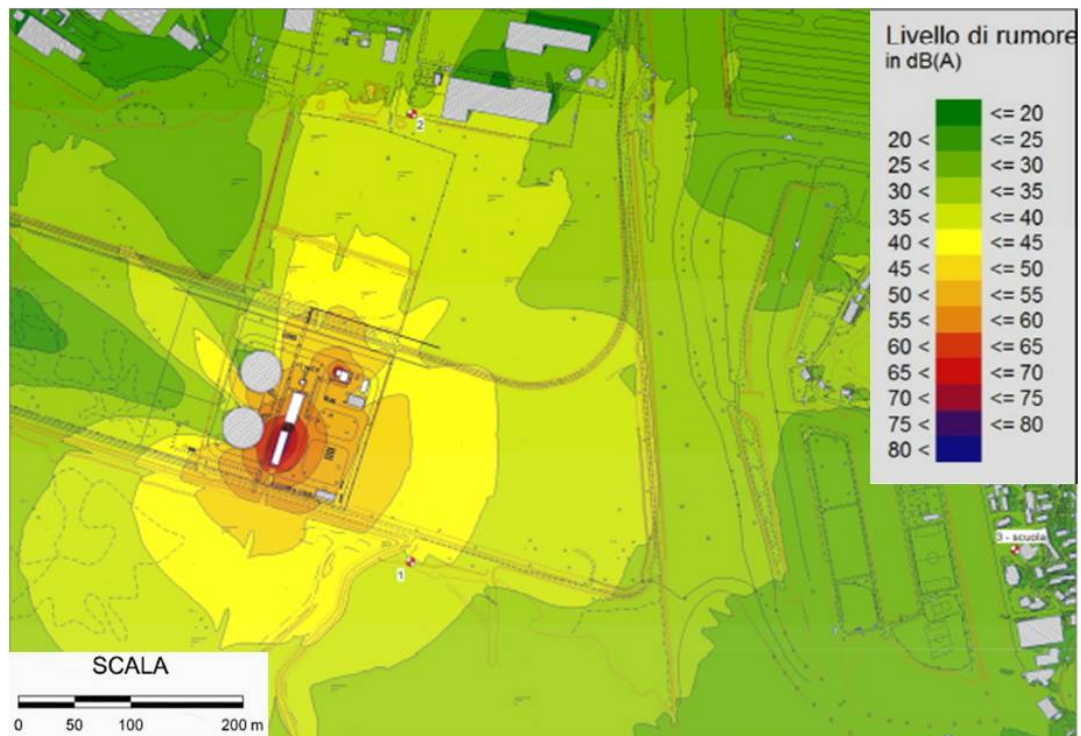 Livello di rumore
in dB(A)
<= 20
20 < <= 25
25 < <= 30
30 < <= 35
35 < <= 40
40 < <= 45
45 < <= 50
50 < <= 55
55 < <= 60
60 < <= 65
65 < <= 70
70 < <= 75
75 < <= 80
80 <
2
3 - scuola
1
SCALA
0 50 100 200 m